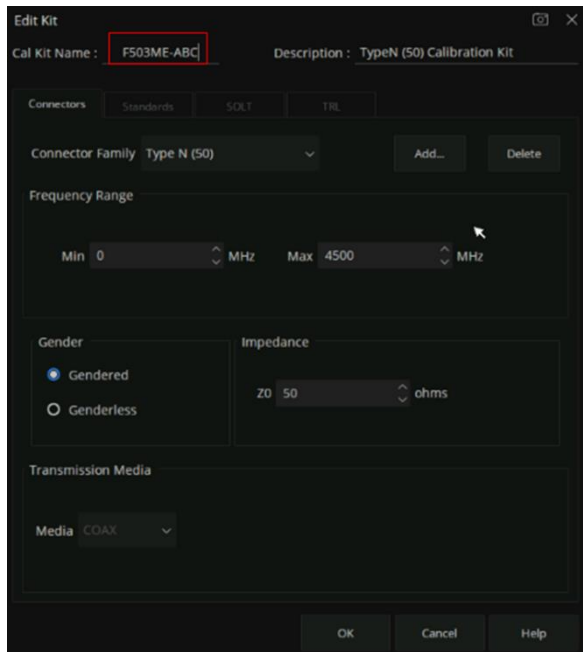 Edit Kit
Cal Kit Name : F503ME-ABC Description : TypeN (50) Calibration Kit
Connectors Standards SOLT TRL
Connector Family Type N (50) Add... Delete
Frequency Range
Min 0 MHz Max 4500 MHz
Gender Impedance
Gendered
Z0 50 ohms
Genderless
Transmission Media
Media COAX
OK Cancel Help